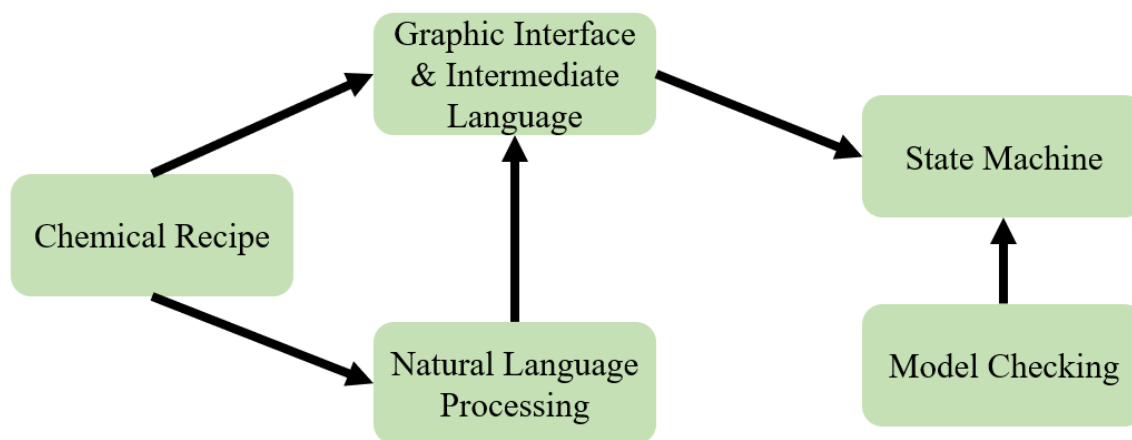 Graphic Interface
& Intermediate
Language
State Machine
Chemical Recipe
Natural Language
Processing
Model Checking